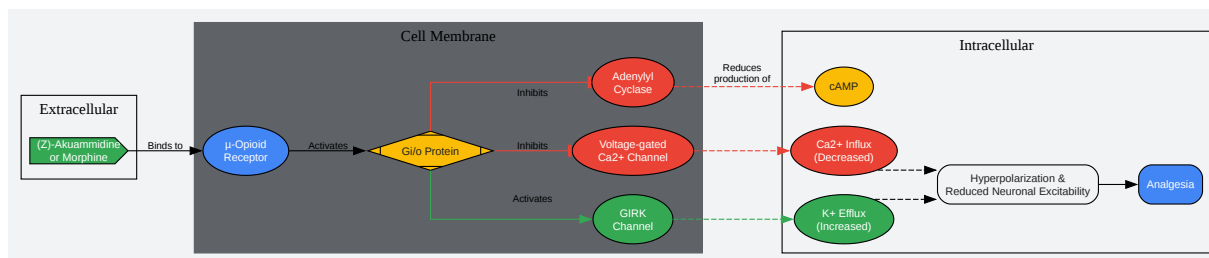 Extracellular
(Z)-Akuammidine
or Morphine
Binds to
Cell Membrane
µ-Opioid
Receptor
Activates
Gi/o Protein
Inhibits
Adenylyl
Cyclase
Inhibits
Voltage-gated
Ca2+ Channel
Activates
GIRK
Channel
Reduces
production of
Intracellular
cAMP
Ca2+ Influx
(Decreased)
K+ Efflux
(Increased)
Hyperpolarization &
Reduced Neuronal Excitability
Analgesia